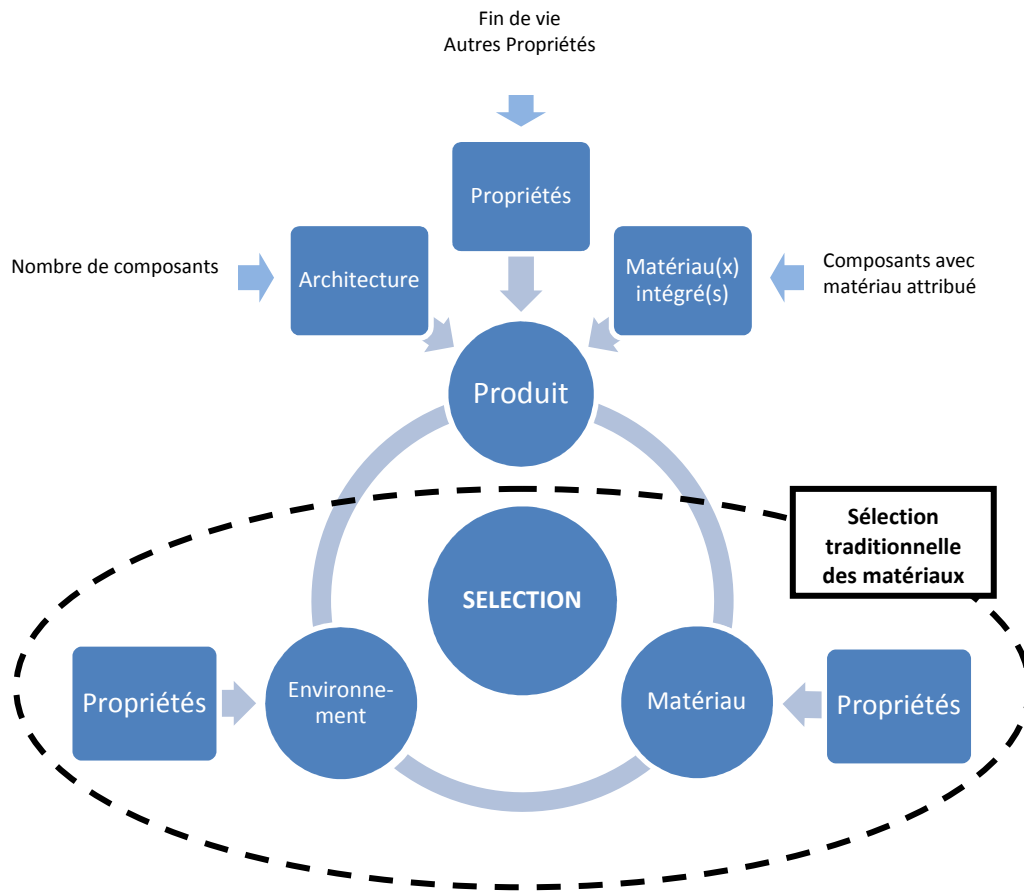 Fin de vie
Autres Propriétés
Propriétés
Nombre de composants
Architecture
Matériau(x)
intégré(s)
Composants avec
matériau attribué
Produit
Sélection
traditionnelle
des matériaux
SELECTION
Propriétés
Environne-
ment
Matériau
Propriétés